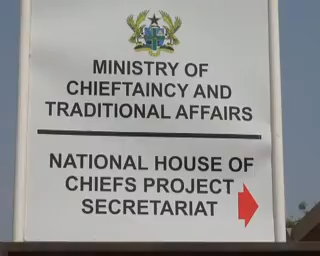 MINISTRY OF
CHIEFTAINCY AND
TRADITIONAL AFFAIRS
NATIONAL HOUSE OF
CHIEFS PROJECT
SECRETARIAT